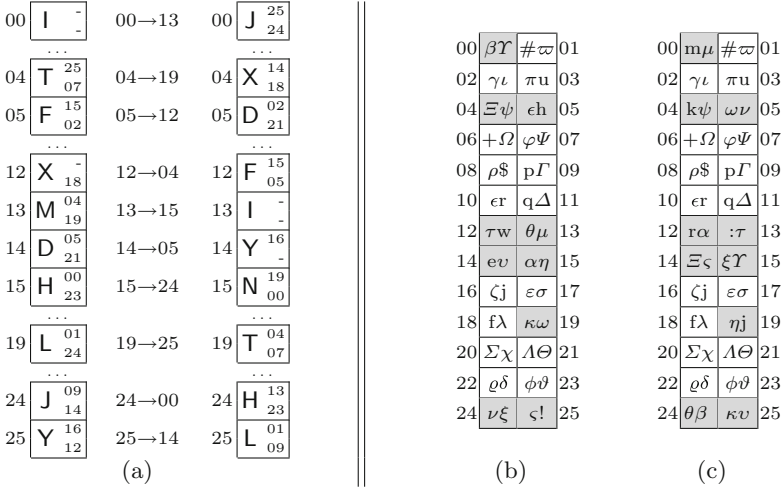 00 I - - 00→13 00 J 25 24
...
04 T 25 07 04→19 04 X 14 18
05 F 15 02 05→12 05 D 02 21
...
12 X - 18 12→04 12 F 15 05
13 M 04 19 13→15 13 I - -
14 D 05 21 14→05 14 Y 16 -
15 H 00 23 15→24 15 N 19 00
...
19 L 01 24 19→25 19 T 04 07
...
24 J 09 14 24→00 24 H 13 23
25 Y 16 12 25→14 25 L 01 09
(a)
00 βϒ #ϖ 01
02 γι πu 03
04 Ξψ ϵh 05
06 +Ω φΨ 07
08 ρ$ pΓ 09
10 ϵr qΔ 11
12 τw θμ 13
14 eυ αη 15
16 ζj εσ 17
18 fλ κω 19
20 Σχ ΛΘ 21
22 ϱδ ϕϑ 23
24 νξ ς! 25
(b)
00 mμ #ϖ 01
02 γι πu 03
04 kψ ων 05
06 +Ω φΨ 07
08 ρ$ pΓ 09
10 ϵr qΔ 11
12 rα :τ 13
14 Ξς ξϒ 15
16 ζj εσ 17
18 fλ ηj 19
20 Σχ ΛΘ 21
22 ϱδ ϕϑ 23
24 θβ κυ 25
(c)